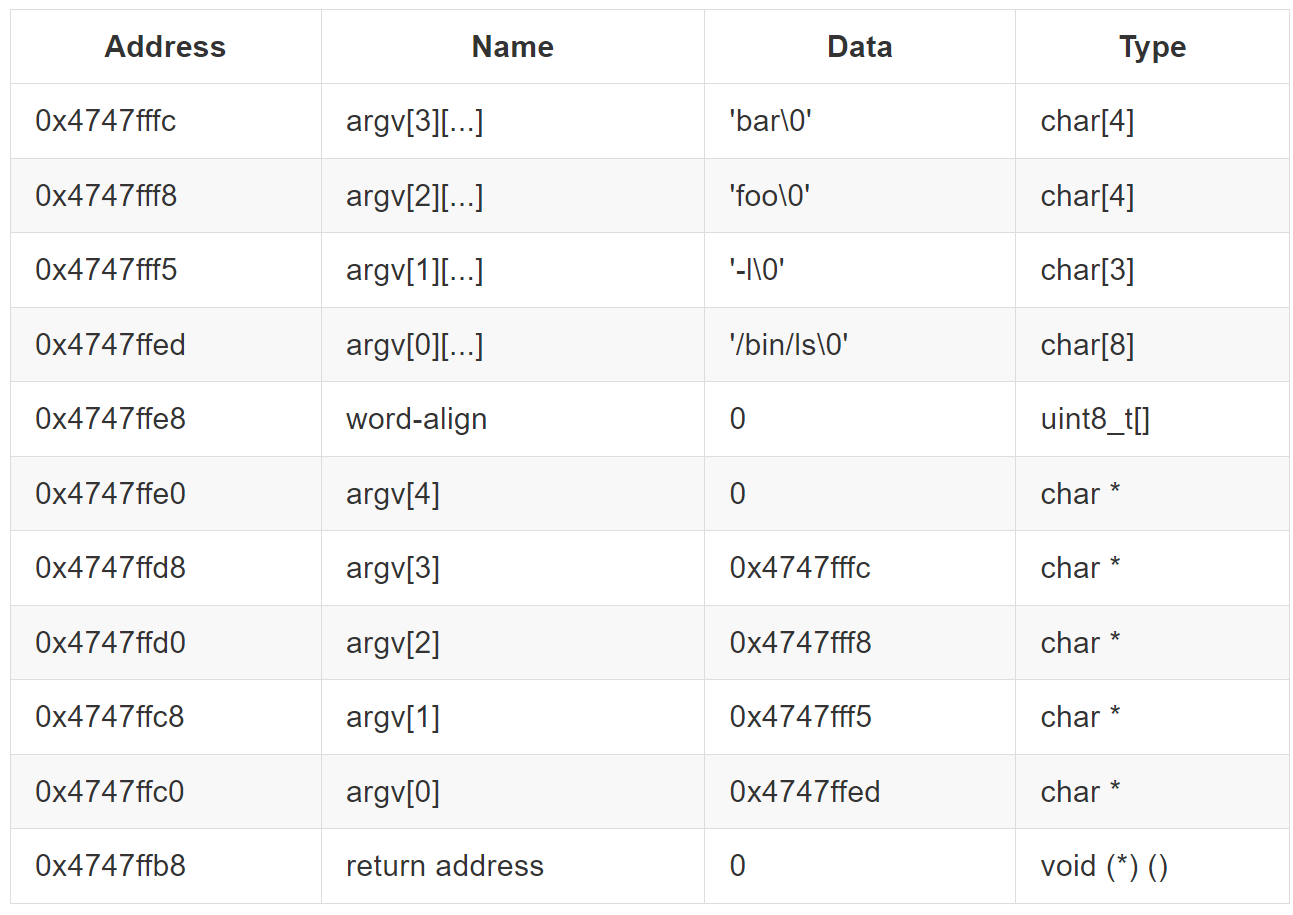 Address Name Data Type
0x4747fffc argv[3][...] 'bar\0' char[4]
0x4747fff8 argv[2][...] 'foo\0' char[4]
0x4747fff5 argv[1][...] '-l\0' char[3]
0x4747ffed argv[0][...] '/bin/ls\0' char[8]
0x4747ffe8 word-align 0 uint8_t[]
0x4747ffe0 argv[4] 0 char *
0x4747ffd8 argv[3] 0x4747fffc char *
0x4747ffd0 argv[2] 0x4747fff8 char *
0x4747ffc8 argv[1] 0x4747fff5 char *
0x4747ffc0 argv[0] 0x4747ffed char *
0x4747ffb8 return address 0 void (*) ()